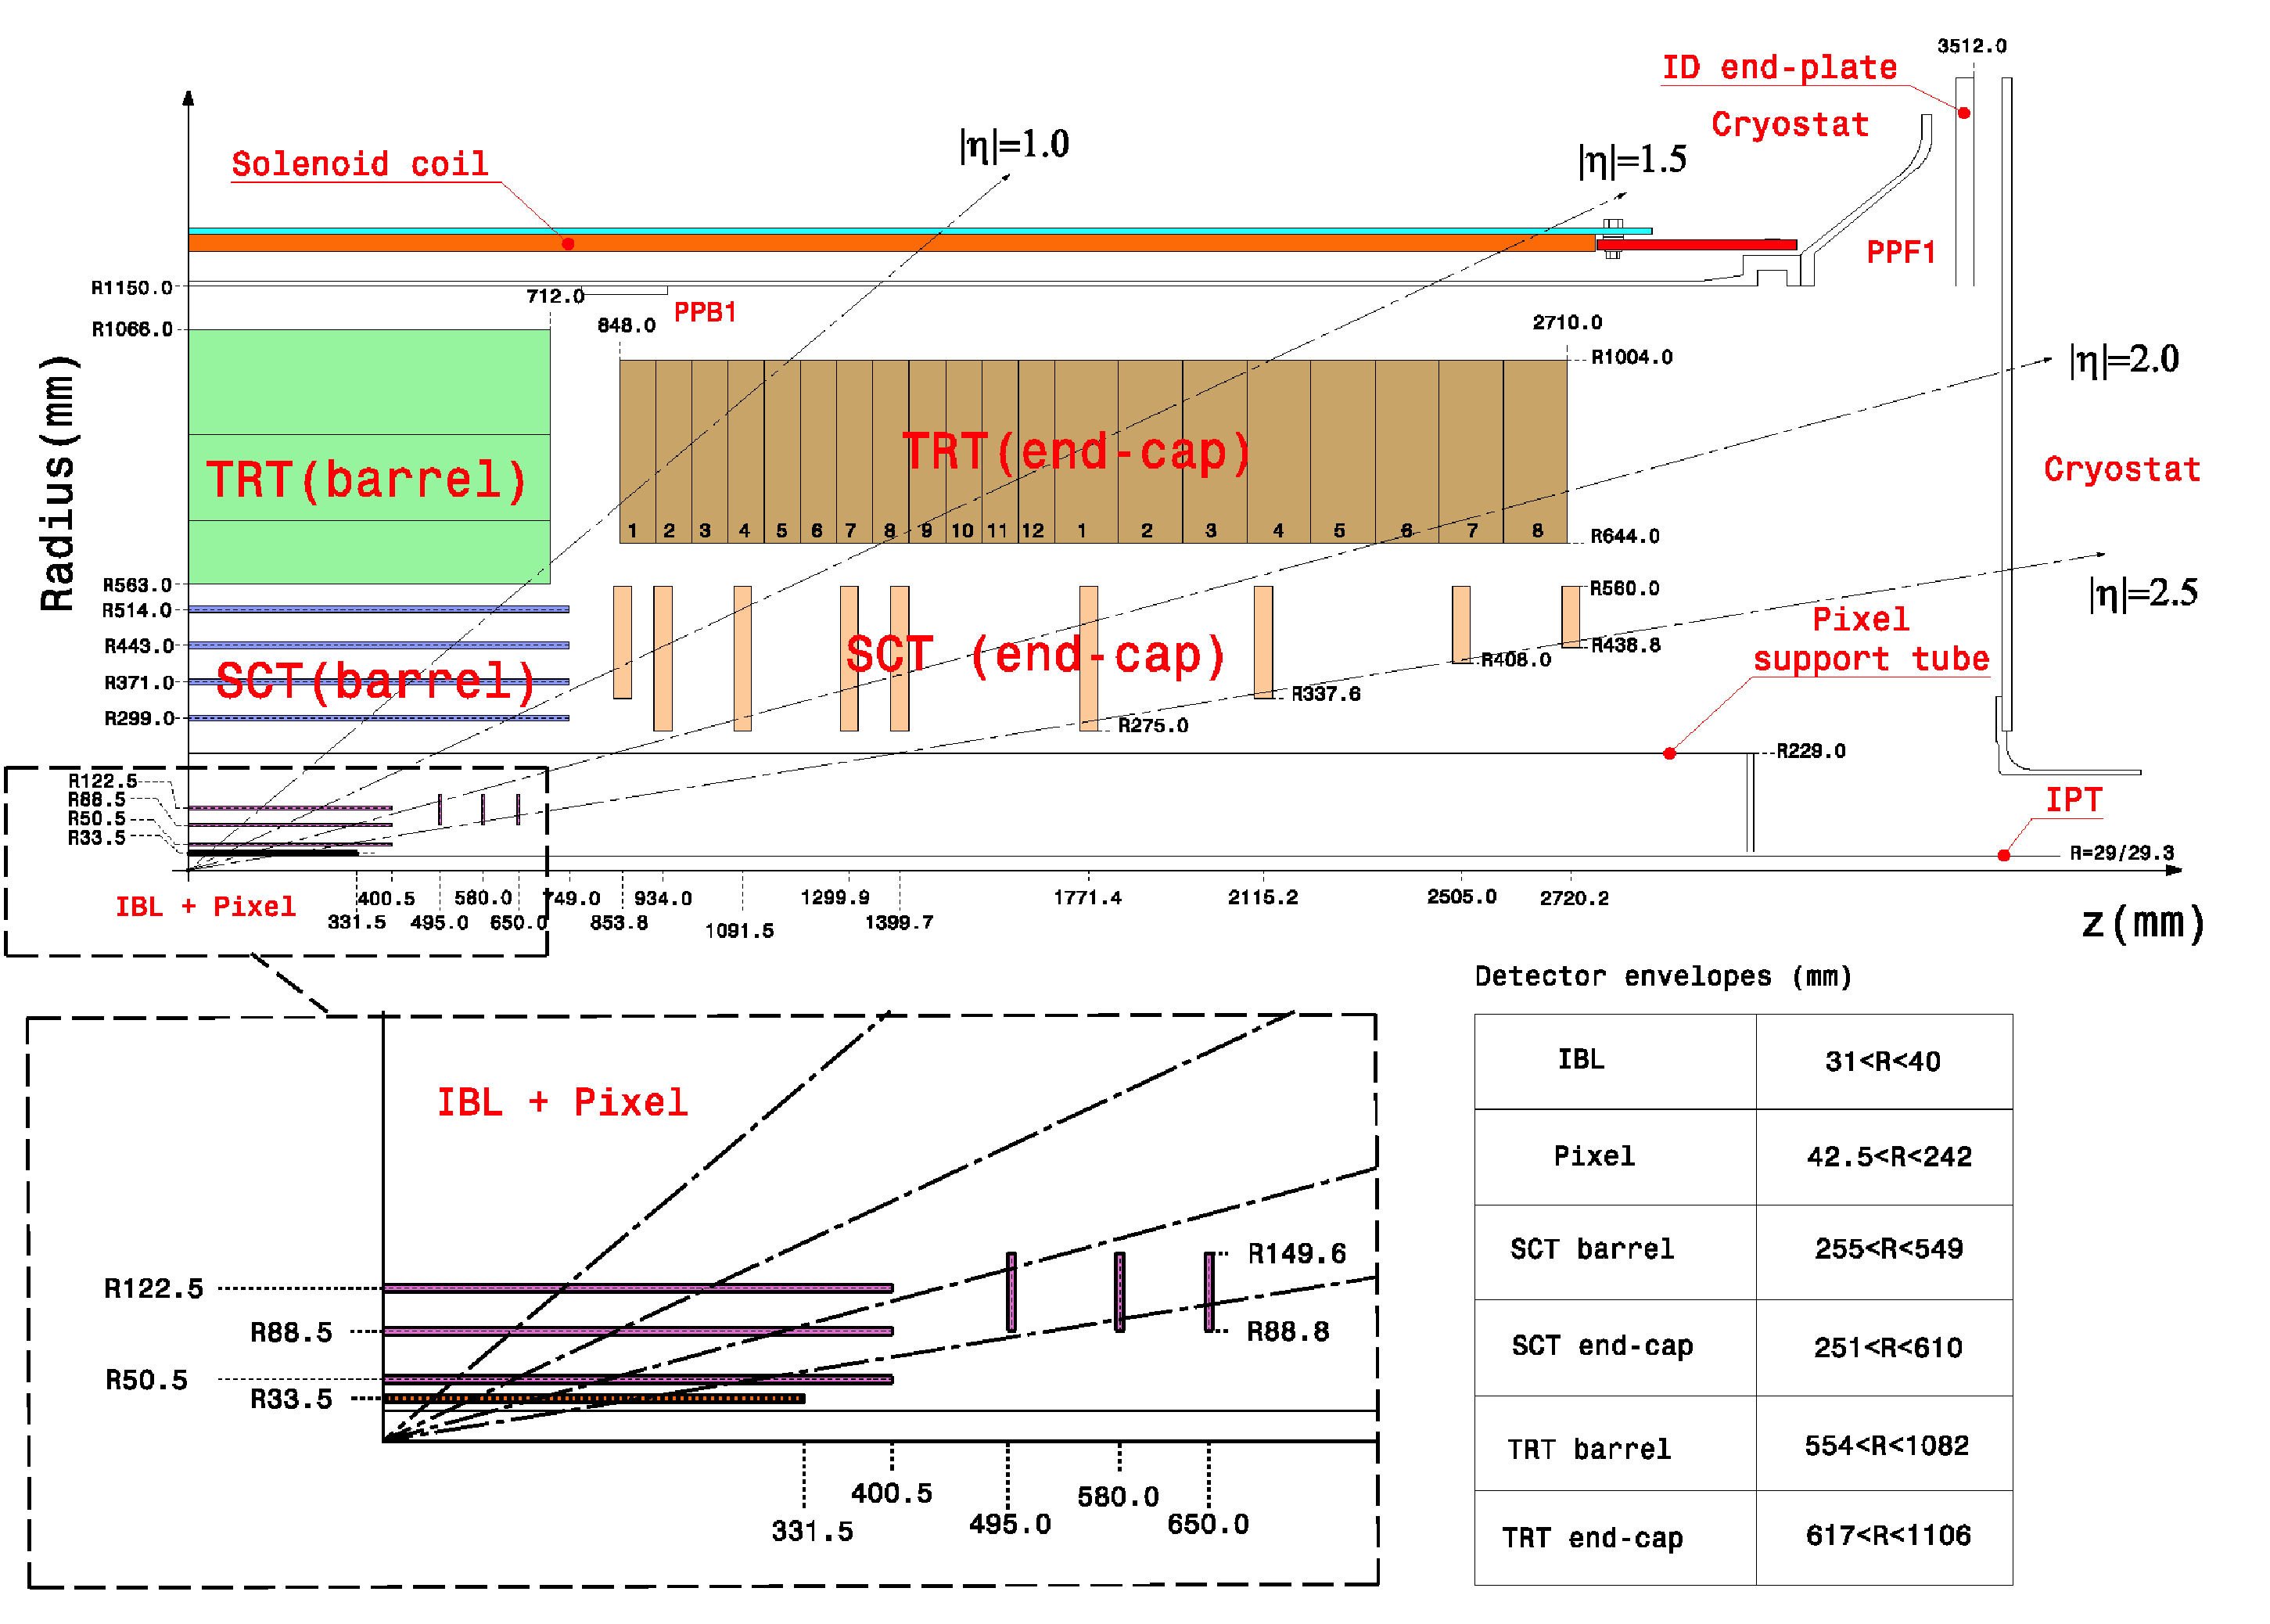 3512.0
ID end-plate
Cryostat
|η|=1.0
|η|=1.5
Solenoid coil
PPF1
R1150.0
712.0
PPB1
R1066.0
848.0
2710.0
R1004.0
|η|=2.0
Radius(mm)
TRT(barrel)
TRT(end-cap)
Cryostat
1 2 3 4 5 6 7 8 9 10 11 12 1 2 3 4 5 6 7 8
R644.0
R563.0
R560.0
|η|=2.5
R514.0
Pixel
support tube
R443.0
R438.8
SCT(barrel)
SCT (end-cap)
R408.0
R371.0
R337.6
R299.0
R275.0
R229.0
R122.5
R88.5
R50.5
R33.5
IPT
R=29/29.3
IBL + Pixel
400.5 580.0 749.0 934.0 1299.9 1771.4 2115.2 2505.0 2720.2
331.5 495.0 650.0 853.8 1091.5 1399.7
z(mm)
IBL + Pixel
R149.6
R122.5
R88.5
R88.8
R50.5
R33.5
400.5
580.0
331.5
495.0
650.0
Detector envelopes (mm)
IBL 31<R<40
Pixel 42.5<R<242
SCT barrel 255<R<549
SCT end-cap 251<R<610
TRT barrel 554<R<1082
TRT end-cap 617<R<1106